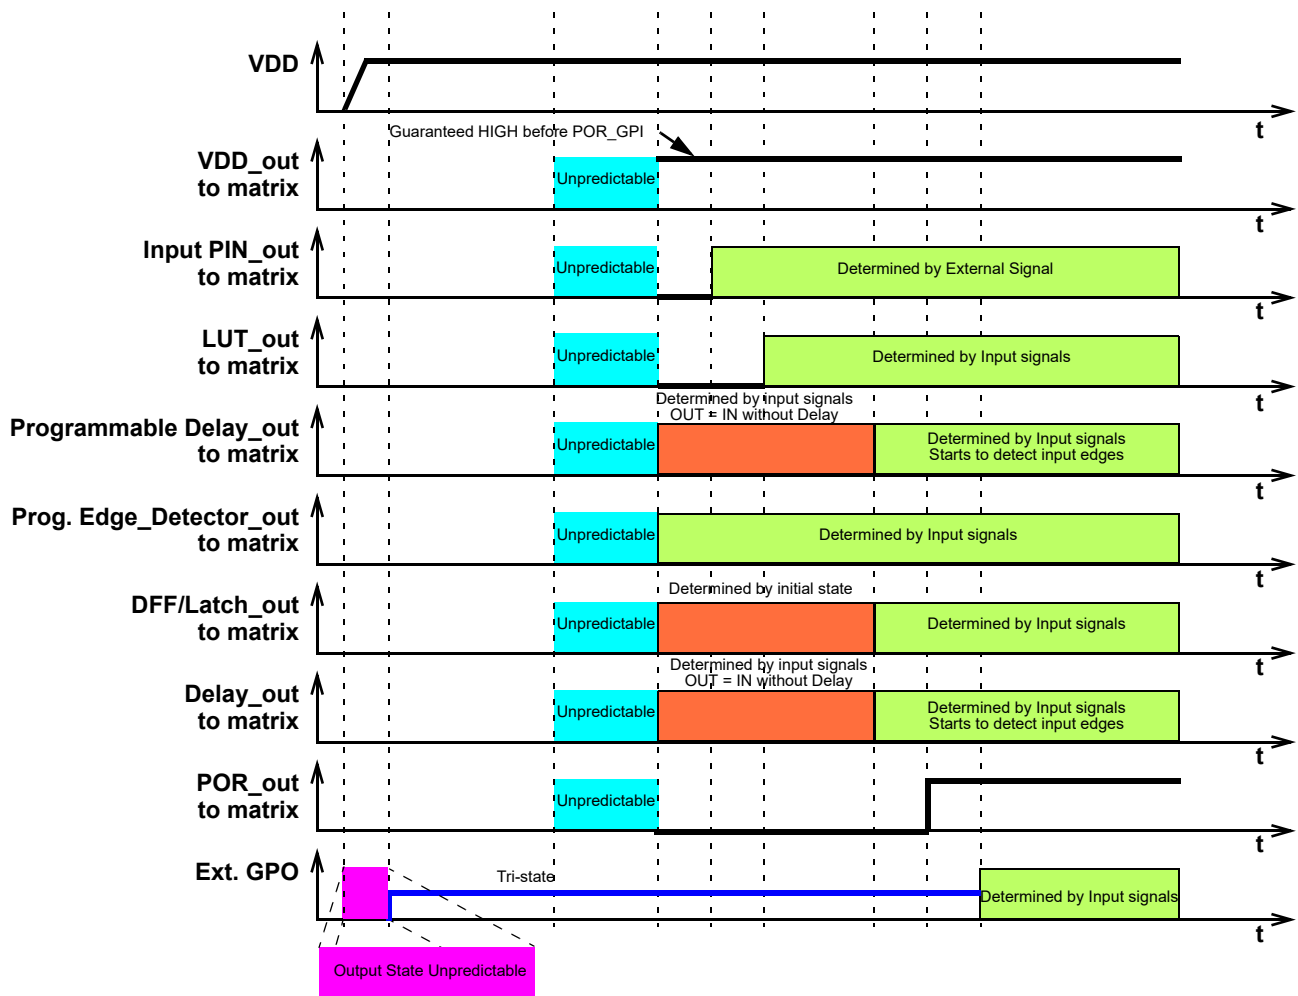 VDD
t
Guaranteed HIGH before POR_GPI
VDD_out
to matrix
Unpredictable
t
Input PIN_out
to matrix
Unpredictable
Determined by External Signal
t
LUT_out
to matrix
Unpredictable
Determined by Input signals
t
Determined by input signals
OUT = IN without Delay
Programmable Delay_out
to matrix
Unpredictable
Determined by Input signals
Starts to detect input edges
t
Prog. Edge_Detector_out
to matrix
Unpredictable
Determined by Input signals
t
Determined by initial state
DFF/Latch_out
to matrix
Unpredictable
Determined by Input signals
t
Determined by input signals
OUT = IN without Delay
Delay_out
to matrix
Unpredictable
Determined by Input signals
Starts to detect input edges
t
POR_out
to matrix
Unpredictable
t
Ext. GPO
Tri-state
Determined by Input signals
t
Output State Unpredictable